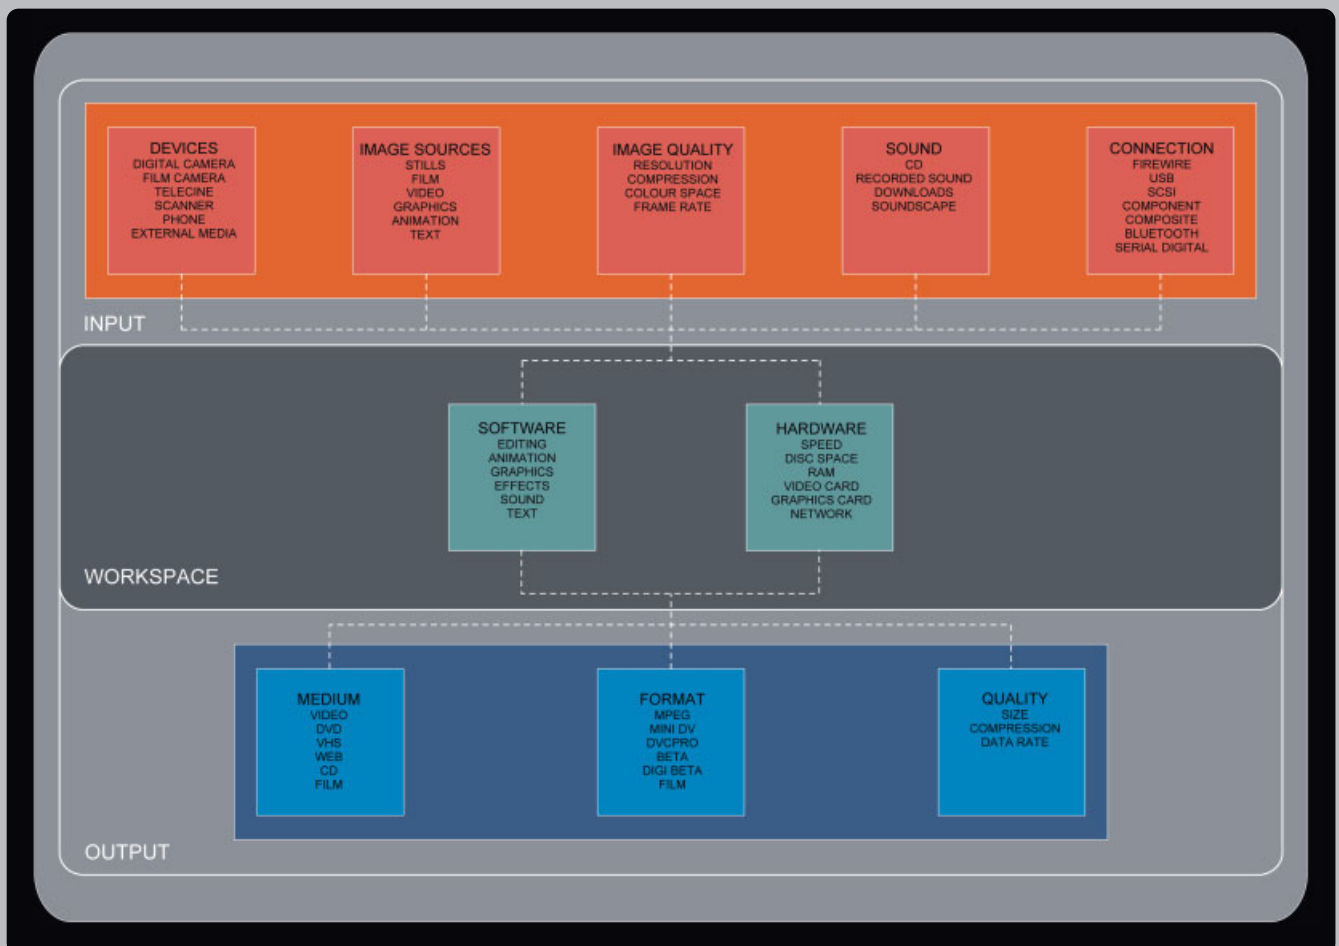 DEVICES
DIGITAL CAMERA
FILM CAMERA
TELECINE
SCANNER
PHONE
EXTERNAL MEDIA
IMAGE SOURCES
STILLS
FILM
VIDEO
GRAPHICS
ANIMATION
TEXT
IMAGE QUALITY
RESOLUTION
COMPRESSION
COLOUR SPACE
FRAME RATE
SOUND
CD
RECORDED SOUND
DOWNLOADS
SOUNDSCAPE
CONNECTION
FIREWIRE
USB
SCSI
COMPONENT
COMPOSITE
BLUETOOTH
SERIAL DIGITAL
INPUT
SOFTWARE
EDITING
ANIMATION
GRAPHICS
EFFECTS
SOUND
TEXT
HARDWARE
SPEED
DISC SPACE
RAM
VIDEO CARD
GRAPHICS CARD
NETWORK
WORKSPACE
MEDIUM
VIDEO
DVD
VHS
WEB
CD
FILM
FORMAT
MPEG
MINI DV
DVCPRO
BETA
DIGI BETA
FILM
QUALITY
SIZE
COMPRESSION
DATA RATE
OUTPUT